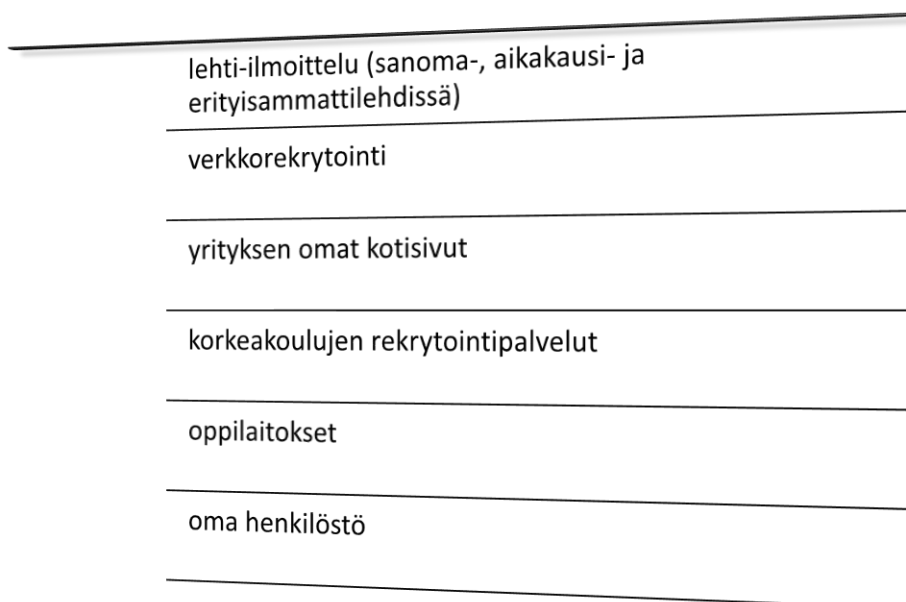 lehti-ilmoittelu (sanoma-, aikakausi- ja
erityisammattilehdissä)
verkkorekrytointi
yrityksen omat kotisivut
korkeakoulujen rekrytointipalvelut
oppilaitokset
oma henkilöstö